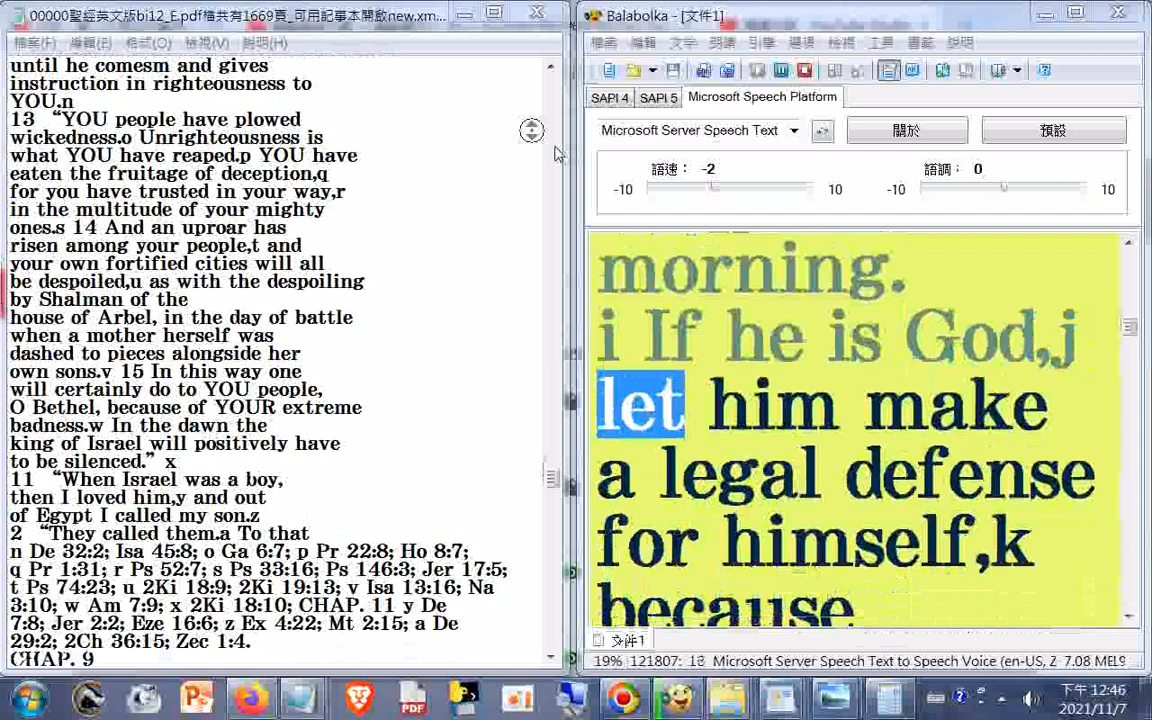 00000聖經英文版bi12_E.pdf檔共有1669頁_可用記事本開啟new.xm...
檔案(F) 編輯(E) 格式(O) 檢視(V) 說明(H)
until he comesm and gives
instruction in righteousness to
YOU.n
13 “YOU people have plowed
wickedness.o Unrighteousness is
what YOU have reaped.p YOU have
eaten the fruitage of deception,q
for you have trusted in your way,r
in the multitude of your mighty
ones.s 14 And an uproar has
risen among your people,t and
your own fortified cities will all
be despoiled,u as with the despoiling
by Shalman of the
house of Arbel, in the day of battle
when a mother herself was
dashed to pieces alongside her
own sons.v 15 In this way one
will certainly do to YOU people,
O Bethel, because of YOUR extreme
badness.w In the dawn the
king of Israel will positively have
to be silenced.” x
11 “When Israel was a boy,
then I loved him,y and out
of Egypt I called my son.z
2 “They called them.a To that
n De 32:2; Isa 45:8; o Ga 6:7; p Pr 22:8; Ho 8:7;
q Pr 1:31; r Ps 52:7; s Ps 33:16; Ps 146:3; Jer 17:5;
t Ps 74:23; u 2Ki 18:9; 2Ki 19:13; v Isa 13:16; Na
3:10; w Am 7:9; x 2Ki 18:10; CHAP. 11 y De
7:8; Jer 2:2; Eze 16:6; z Ex 4:22; Mt 2:15; a De
29:2; 2Ch 36:15; Zec 1:4.
CHAP. 9
Balabolka - [文件1]
檔案 編輯 文字 朗讀 引擎 選項 檢視 工具 書籤 說明
SAPI 4 SAPI 5 Microsoft Speech Platform
Microsoft Server Speech Text 關於 預設
語速： -2 語調： 0
-10 10 -10 10
morning.
i If he is God,j
let him make
a legal defense
for himself,k
because
文件1
19% 121807: 13 Microsoft Server Speech Text to Speech Voice (en-US, Z 7.08 MEL9
PDF
下午 12:46
2021/11/7